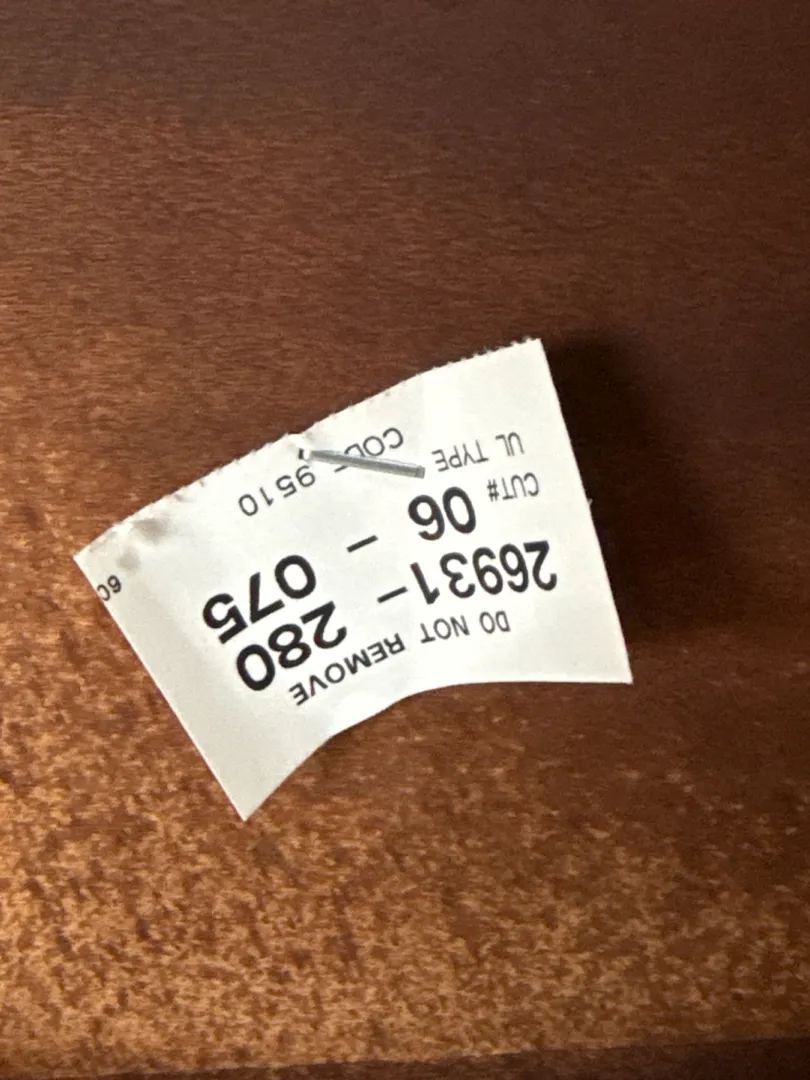 DO NOT REMOVE
26931-280
CUT# 06 - 075
UL TYPE
CODE 9510